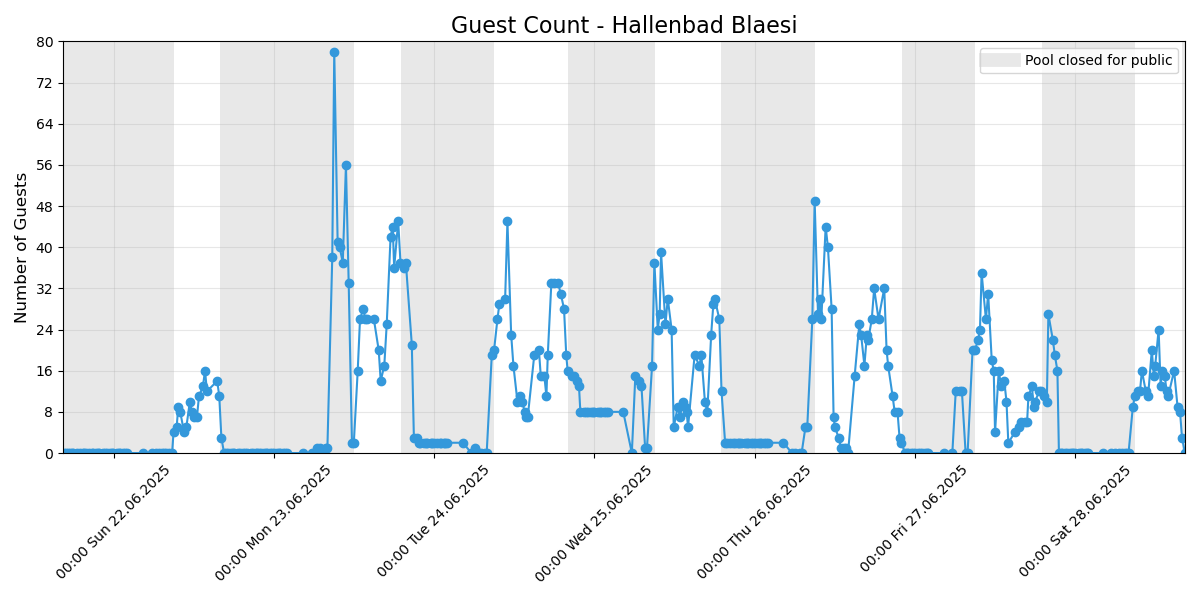 Guest Count - Hallenbad Blaesi
Pool closed for public
Number of Guests
80
72
64
56
48
40
32
24
16
8
0
00:00 Sun 22.06.2025
00:00 Mon 23.06.2025
00:00 Tue 24.06.2025
00:00 Wed 25.06.2025
00:00 Thu 26.06.2025
00:00 Fri 27.06.2025
00:00 Sat 28.06.2025